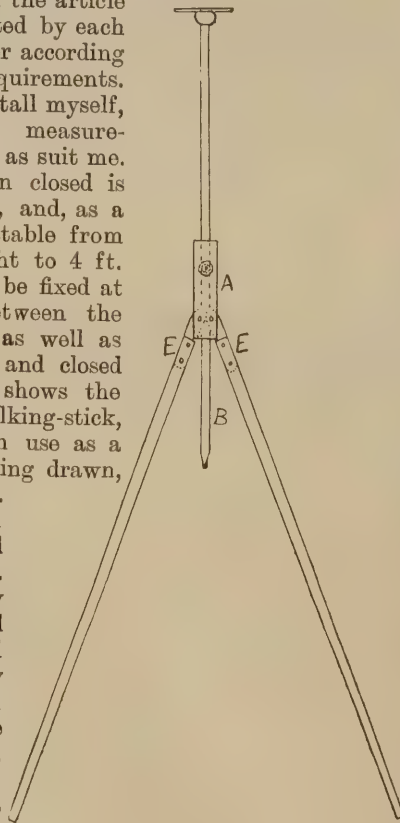 the article
ted by each
r according
quirements.
tall myself,
measure-
as suit me.
n closed is
, and, as a
table from
ht to 4 ft.
be fixed at
tween the
as well as
and closed
shows the
lking-stick,
n use as a
ing drawn,
A
E
E
B